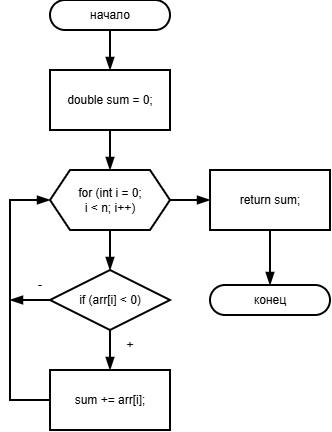 начало
double sum = 0;
for (int i = 0;
i < n; i++)
return sum;
-
if (arr[i] < 0)
конец
+
sum += arr[i];